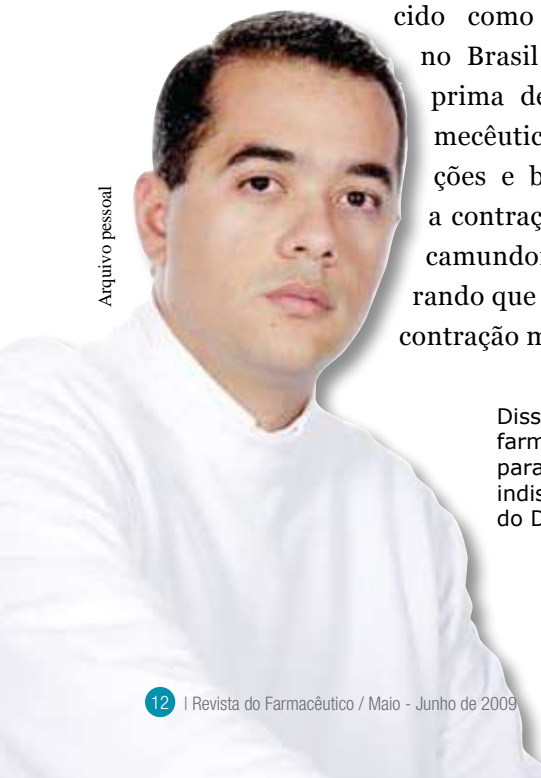 cido como
no Brasil
prima de
mecêutic
ções e b
a contraç
camundo
rando que
contração m
Arquivo pessoal
Diss
farm
para
indis
do D
12 | Revista do Farmacêutico / Maio - Junho de 2009